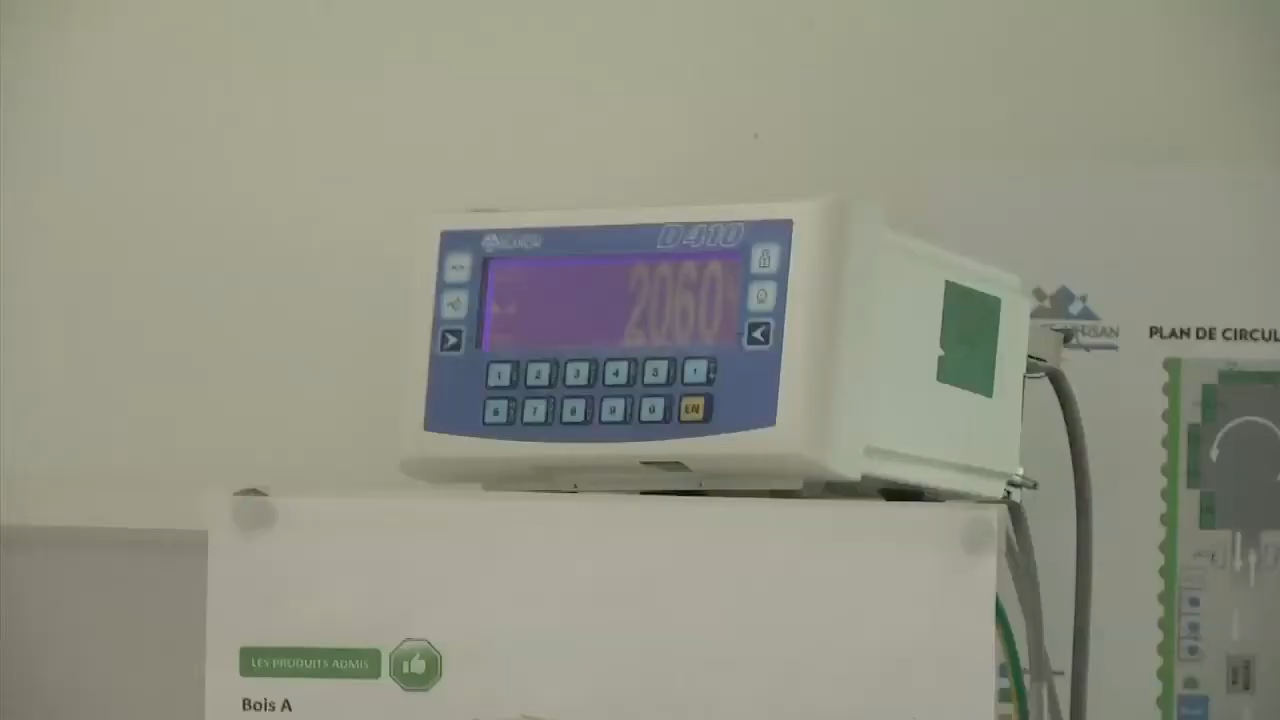 D410
2060
1 2 3 4 5
6 7 8 9 0 EN
PLAN DE CIRCUL
LES PRODUITS ADMIS
Bois A